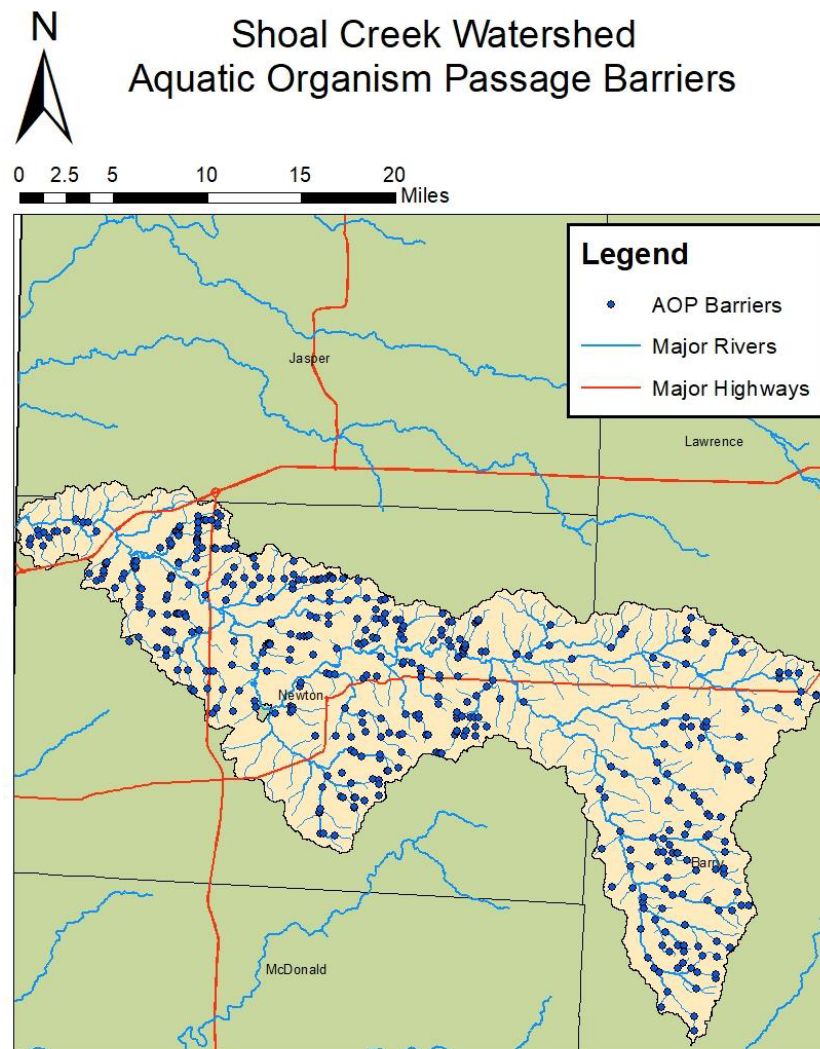 N
Shoal Creek Watershed
Aquatic Organism Passage Barriers
0 2.5 5 10 15 20
Miles
Legend
AOP Barriers
Major Rivers
Major Highways
Jasper
Lawrence
Newton
Barry
McDonald